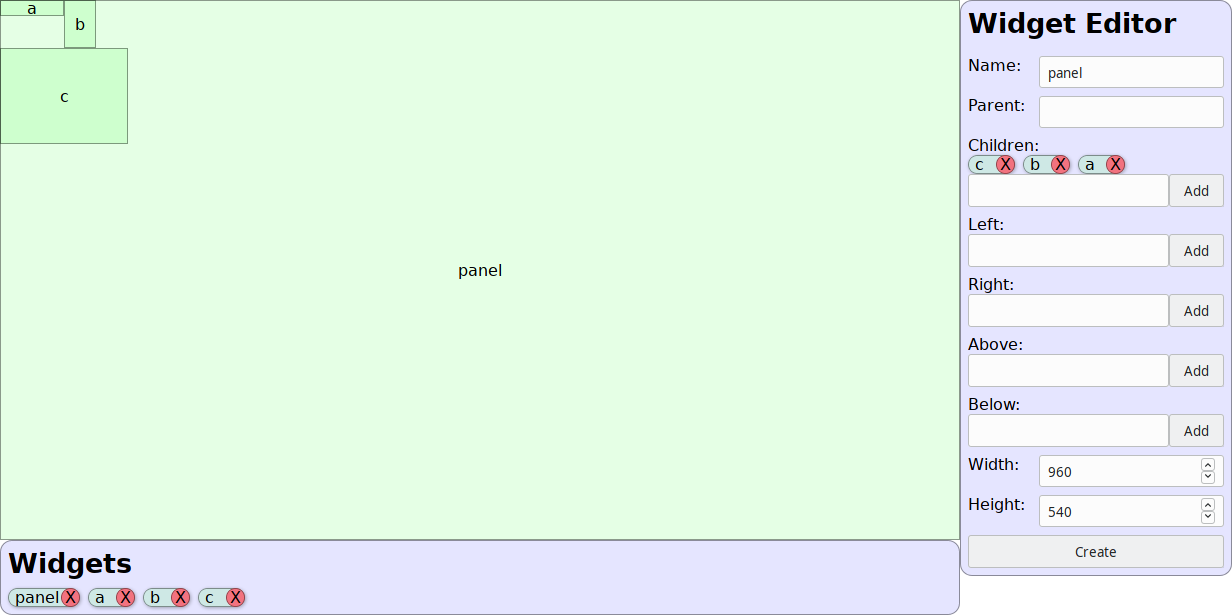 a
b
c
panel
Widgets
panel X a X b X c X
Widget Editor
Name: panel
Parent:
Children:
c X b X a X
Add
Left:
Add
Right:
Add
Above:
Add
Below:
Add
Width: 960
Height: 540
Create